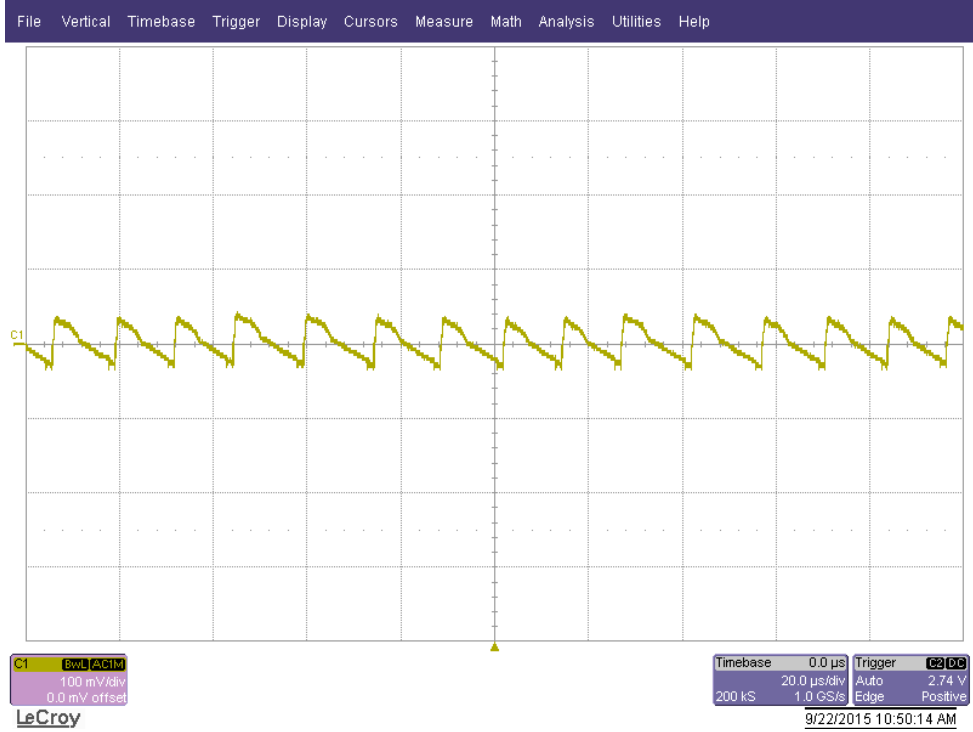 File Vertical Timebase Trigger Display Cursors Measure Math Analysis Utilities Help
C1
C1 BwL AC1M
100 mV/div
0.0 mV offset
Timebase 0.0 µs
20.0 µs/div
200 kS 1.0 GS/s
Trigger C2 DC
Auto 2.74 V
Edge Positive
LeCroy
9/22/2015 10:50:14 AM